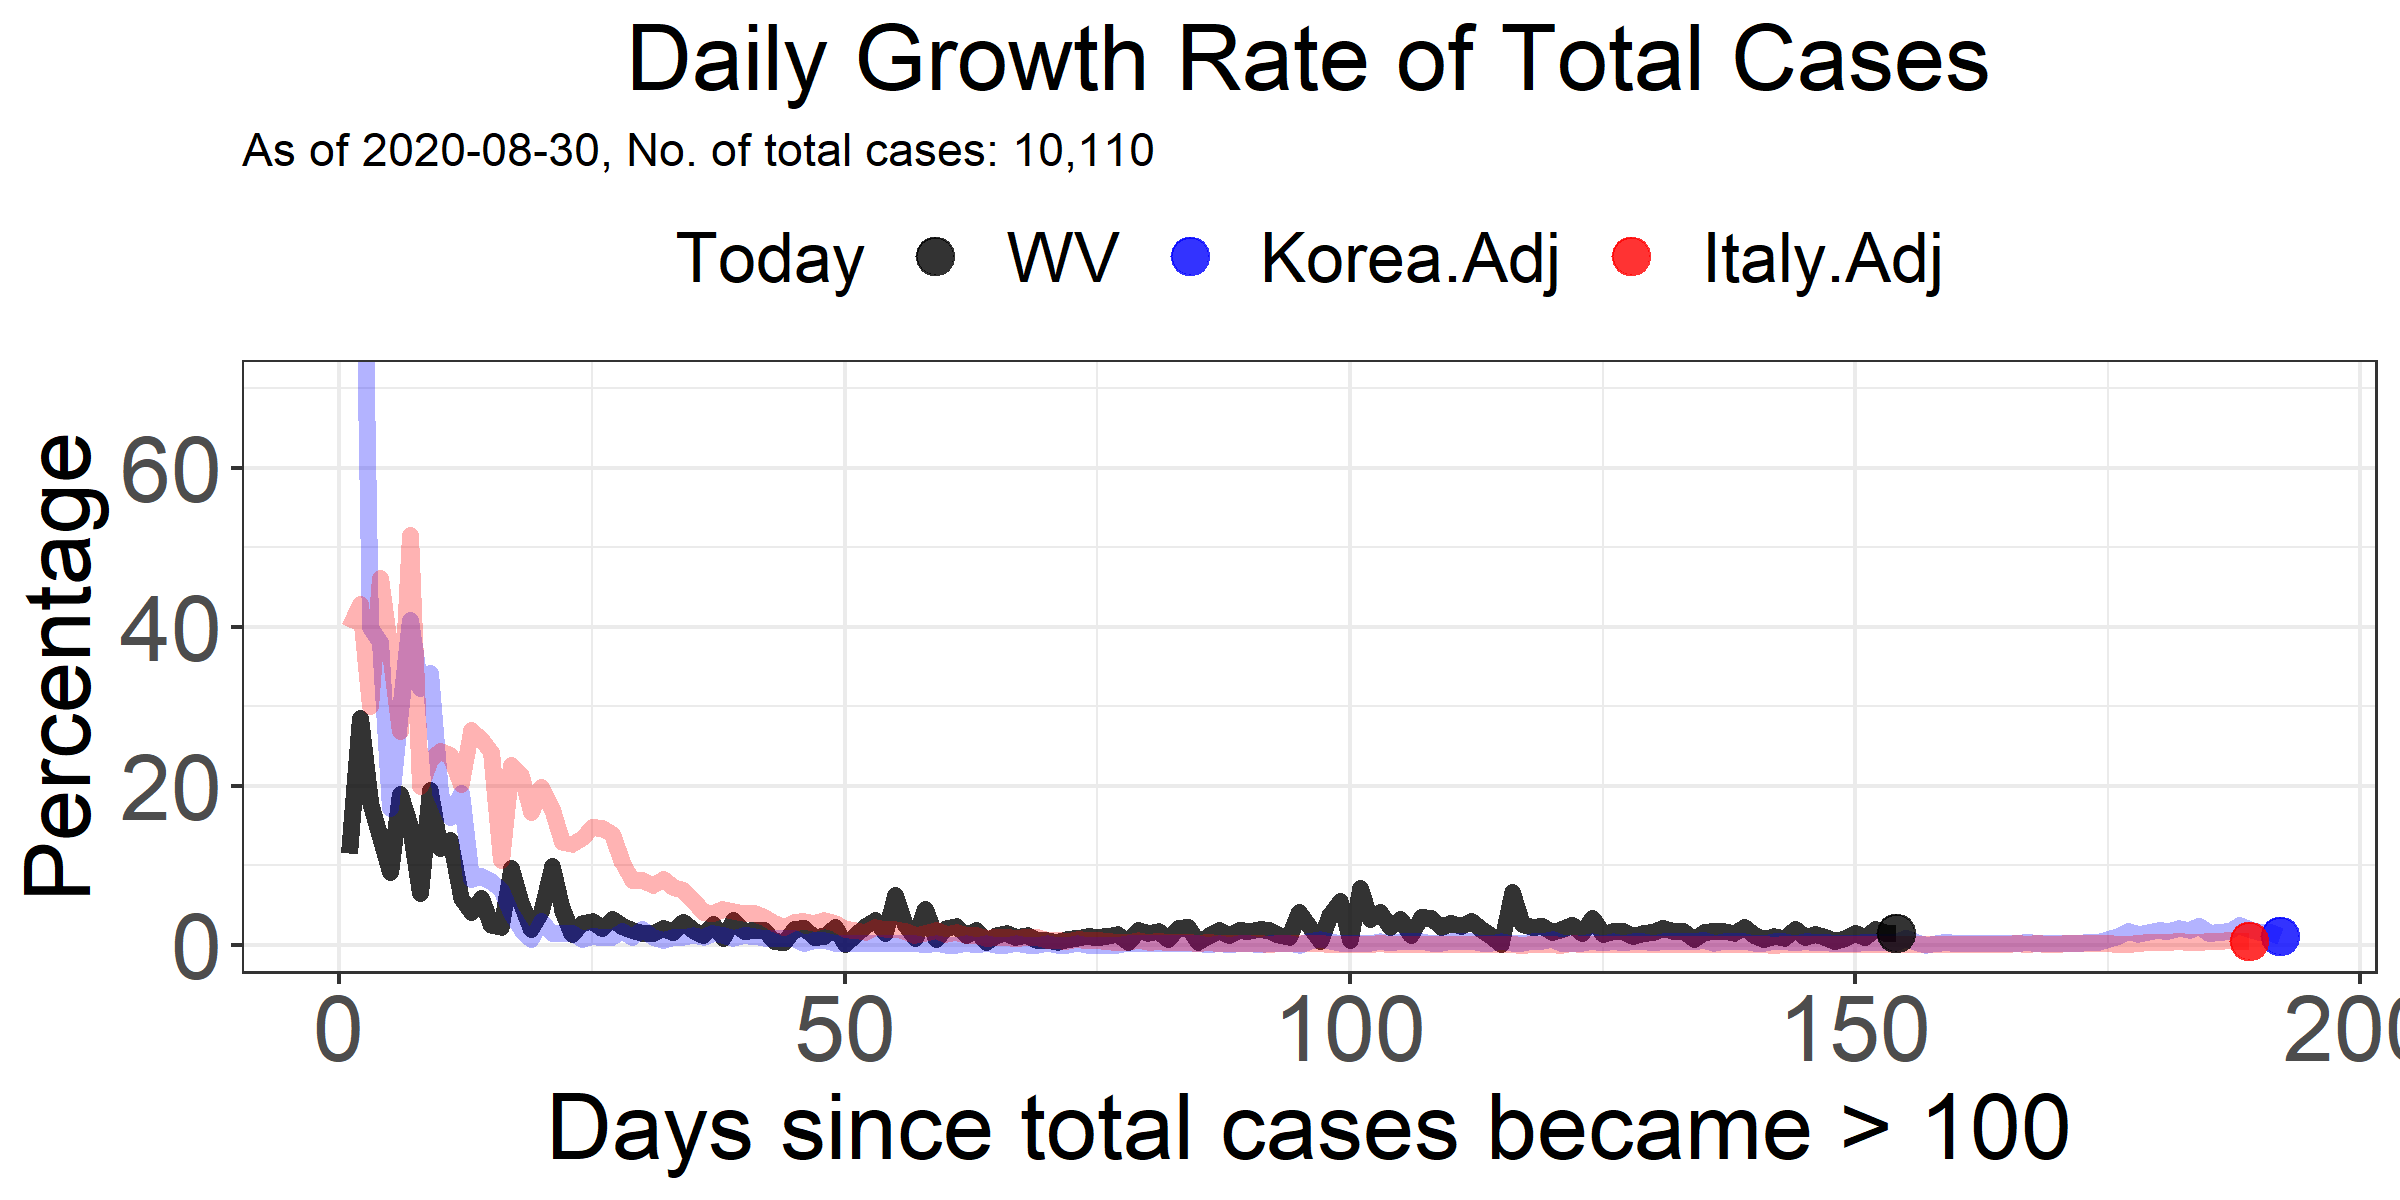 Daily Growth Rate of Total Cases
As of 2020-08-30, No. of total cases: 10,110
Today WV Korea.Adj Italy.Adj
Percentage
60
40
20
0
0 50 100 150 200
Days since total cases became > 100